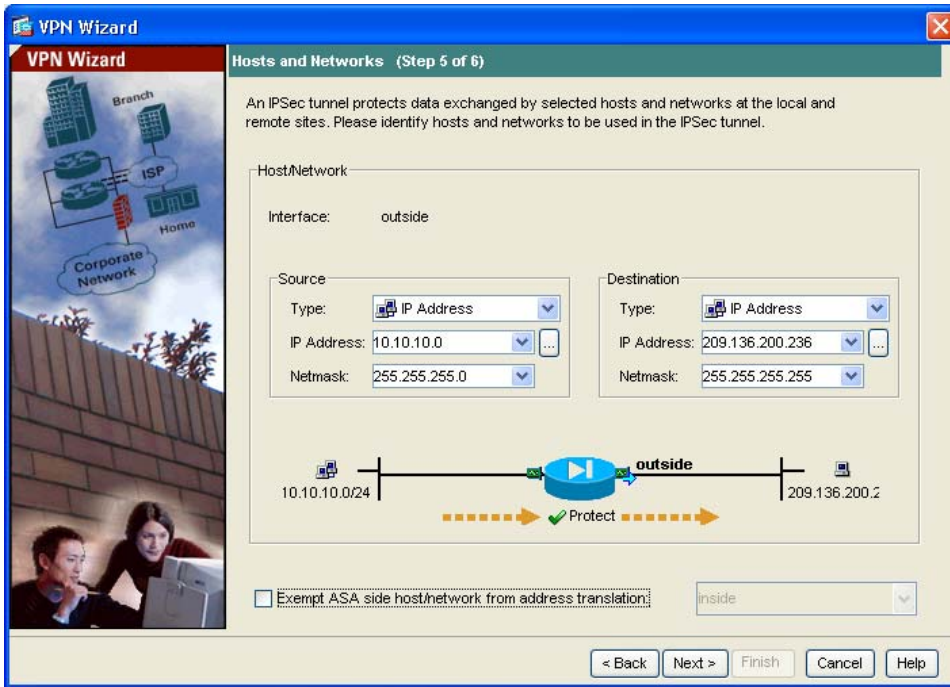 VPN Wizard
VPN Wizard
Branch
ISP
Home
Corporate
Network
Hosts and Networks (Step 5 of 6)
An IPSec tunnel protects data exchanged by selected hosts and networks at the local and
remote sites. Please identify hosts and networks to be used in the IPSec tunnel.
Host/Network
Interface: outside
Source
Type: IP Address
IP Address: 10.10.10.0 ...
Netmask: 255.255.255.0
Destination
Type: IP Address
IP Address: 209.136.200.236 ...
Netmask: 255.255.255.255
outside
10.10.10.0/24
209.136.200.2
Protect
Exempt ASA side host/network from address translation: inside
< Back Next > Finish Cancel Help